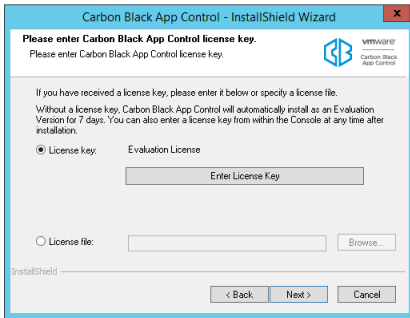 Carbon Black App Control - InstallShield Wizard
x
Please enter Carbon Black App Control license key.
Please enter Carbon Black App Control license key.
vmware
Carbon Black
App Control
If you have received a license key, please enter it below or specify a license file.
Without a license key, Carbon Black App Control will automatically install as an Evaluation
Version for 7 days. You can also enter a license key from within the Console at any time after
installation.
License key:
Evaluation License
Enter License Key
License file:
Browse...
InstallShield
< Back
Next >
Cancel